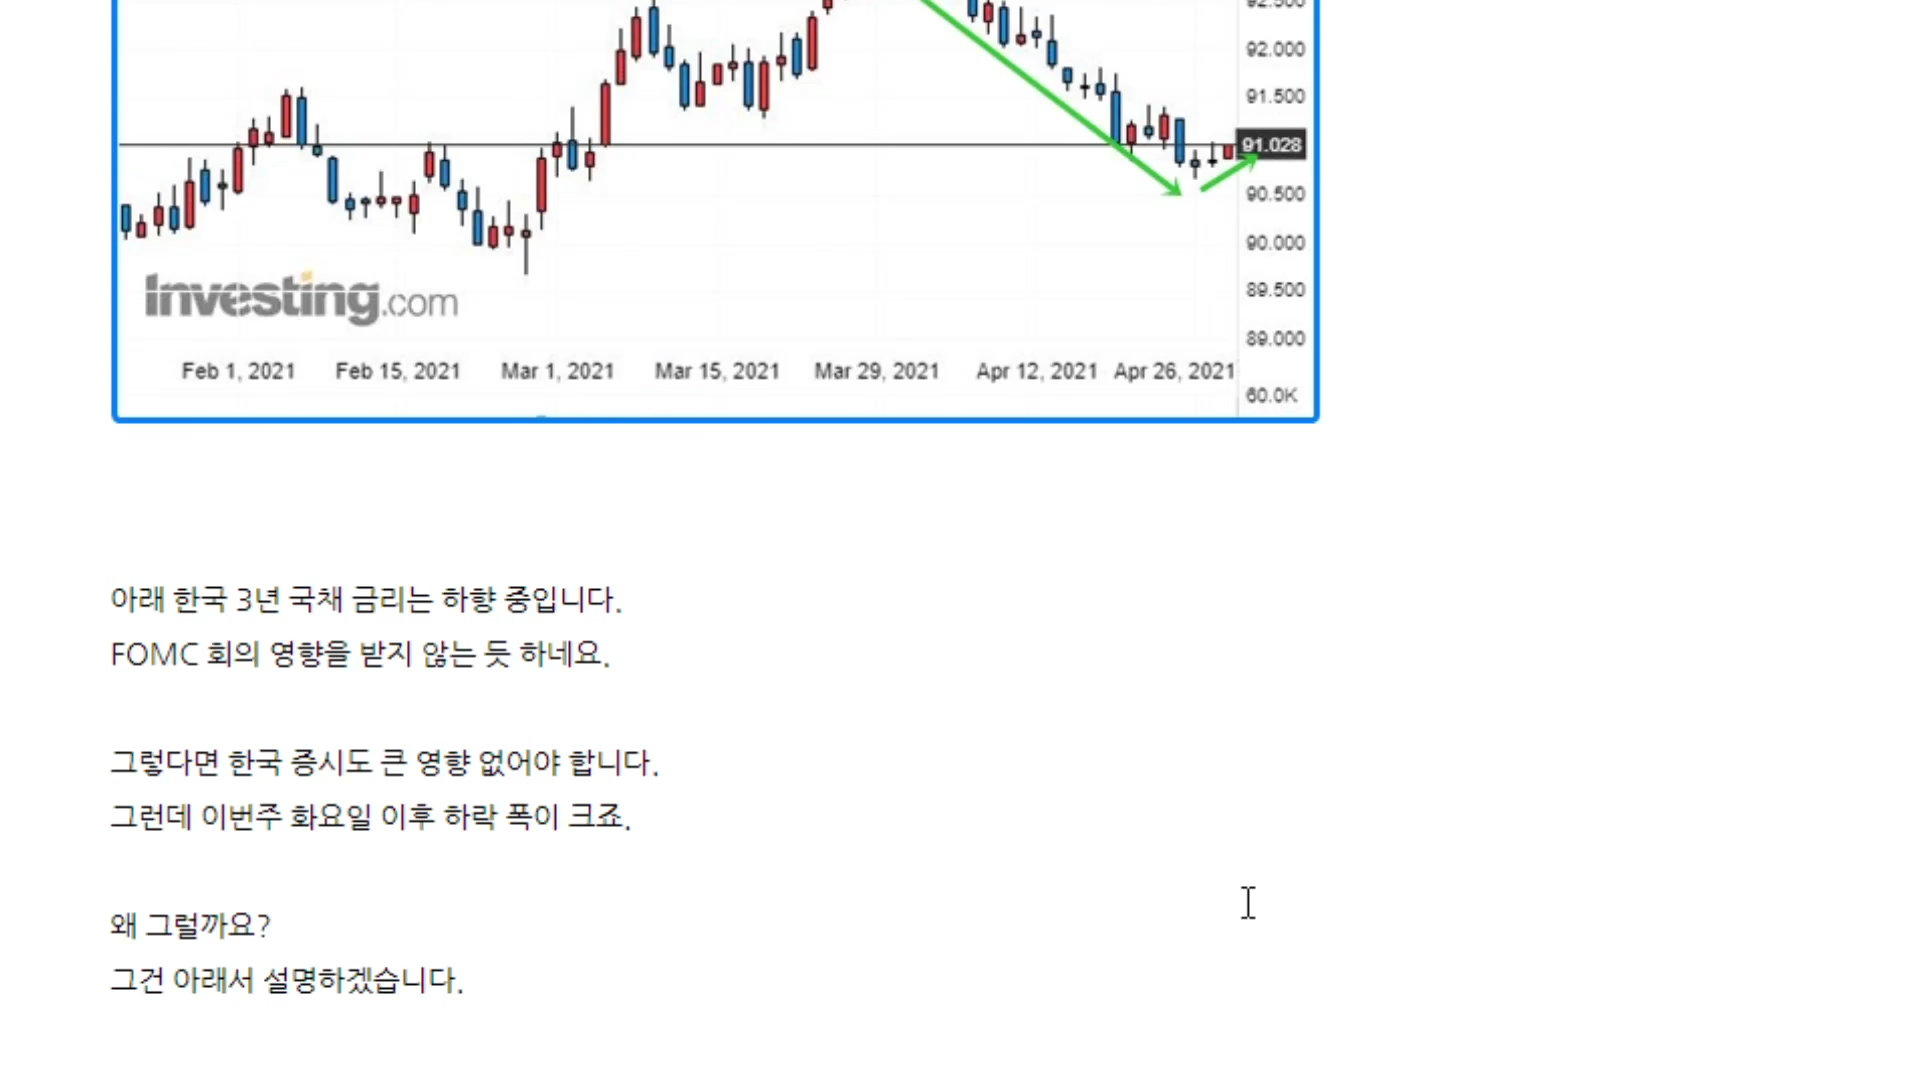 92.500
92.000
91.500
91.028
90.500
90.000
89.500
89.000
Investing.com
Feb 1, 2021 Feb 15, 2021 Mar 1, 2021 Mar 15, 2021 Mar 29, 2021 Apr 12, 2021 Apr 26, 2021
60.0K
아래 한국 3년 국채 금리는 하향 중입니다.
FOMC 회의 영향을 받지 않는 듯 하네요.
그렇다면 한국 증시도 큰 영향 없어야 합니다.
그런데 이번주 화요일 이후 하락 폭이 크죠.
왜 그럴까요?
그건 아래서 설명하겠습니다.